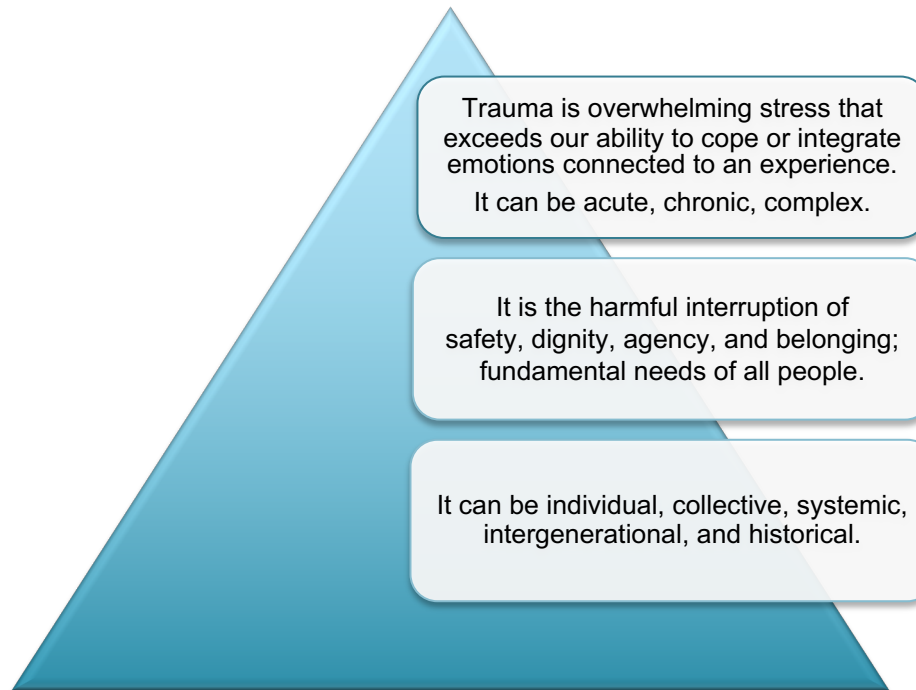 Trauma is overwhelming stress that
exceeds our ability to cope or integrate
emotions connected to an experience.
It can be acute, chronic, complex.
It is the harmful interruption of
safety, dignity, agency, and belonging;
fundamental needs of all people.
It can be individual, collective, systemic,
intergenerational, and historical.